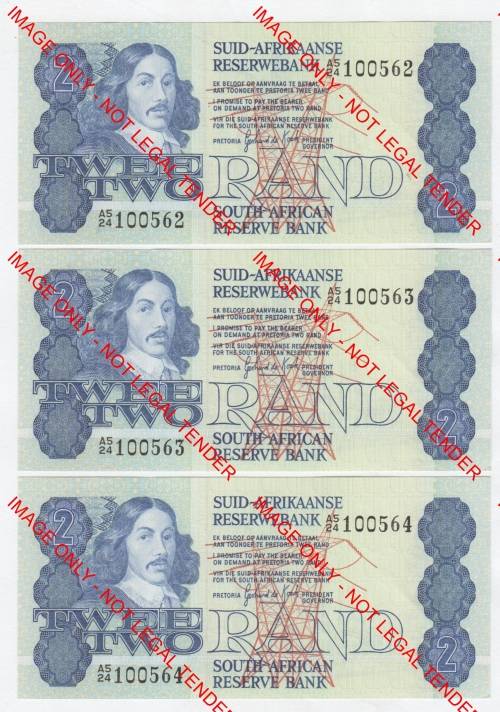 2
SUID-AFRIKAANSE
RESERWEBANK A5/24 100562
EK BELOOF OP AANVRAAG TE BETAAL
AAN TOONDER TE PRETORIA TWEE RAND
I PROMISE TO PAY THE BEARER
ON DEMAND AT PRETORIA TWO RAND
VIR DIE SUID-AFRIKAANSE RESERWEBANK
FOR THE SOUTH AFRICAN RESERVE BANK
PRETORIA PRESIDENT
GOVERNOR
TWEE
TWO RAND
2
A5/24 100562
SOUTH AFRICAN
RESERVE BANK
2
SUID-AFRIKAANSE
RESERWEBANK A5/24 100563
EK BELOOF OP AANVRAAG TE BETAAL
AAN TOONDER TE PRETORIA TWEE RAND
I PROMISE TO PAY THE BEARER
ON DEMAND AT PRETORIA TWO RAND
VIR DIE SUID-AFRIKAANSE RESERWEBANK
FOR THE SOUTH AFRICAN RESERVE BANK
PRETORIA PRESIDENT
GOVERNOR
TWEE
TWO RAND
2
A5/24 100563
SOUTH AFRICAN
RESERVE BANK
2
SUID-AFRIKAANSE
RESERWEBANK A5/24 100564
EK BELOOF OP AANVRAAG TE BETAAL
AAN TOONDER TE PRETORIA TWEE RAND
I PROMISE TO PAY THE BEARER
ON DEMAND AT PRETORIA TWO RAND
VIR DIE SUID-AFRIKAANSE RESERWEBANK
FOR THE SOUTH AFRICAN RESERVE BANK
PRETORIA PRESIDENT
GOVERNOR
TWEE
TWO RAND
2
A5/24 100564
SOUTH AFRICAN
RESERVE BANK
IMAGE ONLY - NOT LEGAL TENDER
IMAGE ONLY - NOT LEGAL TENDER
IMAGE ONLY - NOT LEGAL TENDER
IMAGE ONLY - NOT LEGAL TENDER
IMAGE ONLY - NOT LEGAL TENDER
IMAGE ONLY - NOT LEGAL TENDER